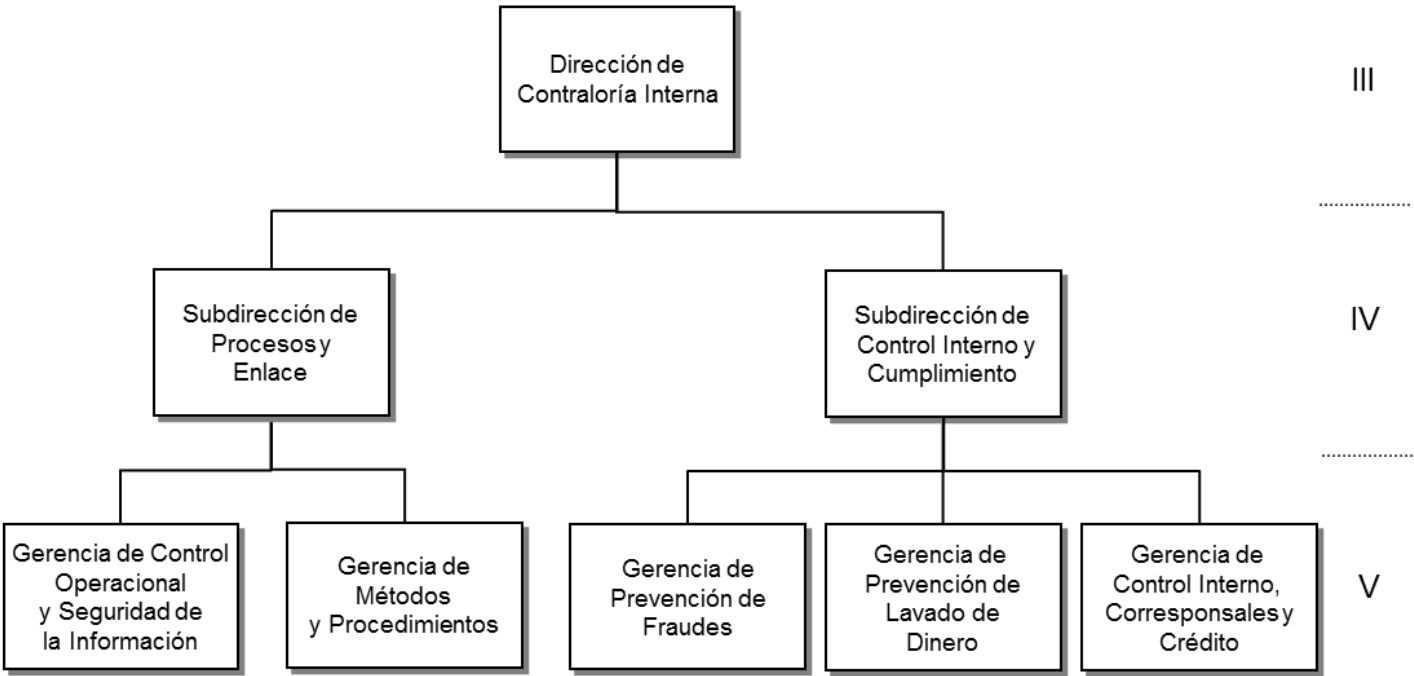 Dirección de
Contraloría Interna
III
Subdirección de
Procesos y
Enlace
Subdirección de
Control Interno y
Cumplimiento
IV
Gerencia de Control
Operacional
y Seguridad de
la Información
Gerencia de
Métodos
y Procedimientos
Gerencia de
Prevención de
Fraudes
Gerencia de
Prevención de
Lavado de
Dinero
Gerencia de
Control Interno,
Corresponsales y
Crédito
V